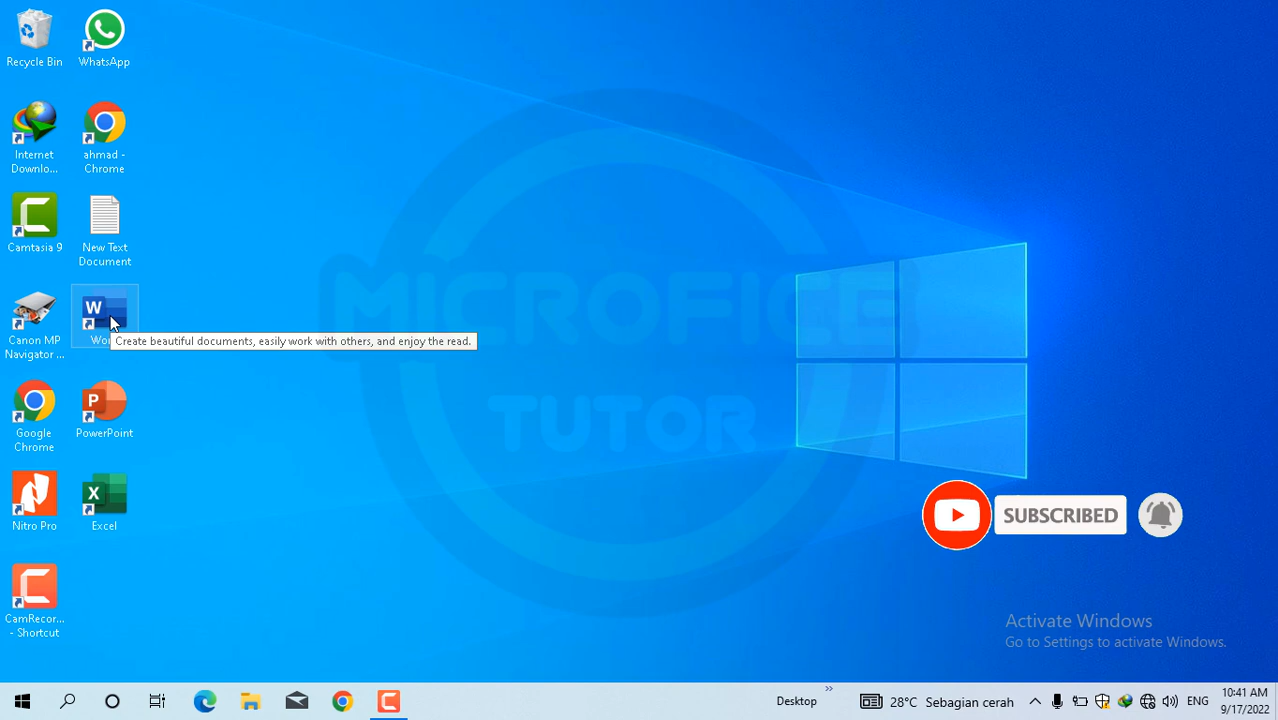 Recycle Bin
WhatsApp
Internet
Downlo...
ahmad -
Chrome
Camtasia 9
New Text
Document
Canon MP
Navigator ...
W
Create beautiful documents, easily work with others, and enjoy the read.
Google
Chrome
P
PowerPoint
Nitro Pro
X
Excel
CamRecor...
- Shortcut
MICROFICE
TUTOR
SUBSCRIBED
Activate Windows
Go to Settings to activate Windows.
Desktop
28°C Sebagian cerah
ENG
10:41 AM
9/17/2022